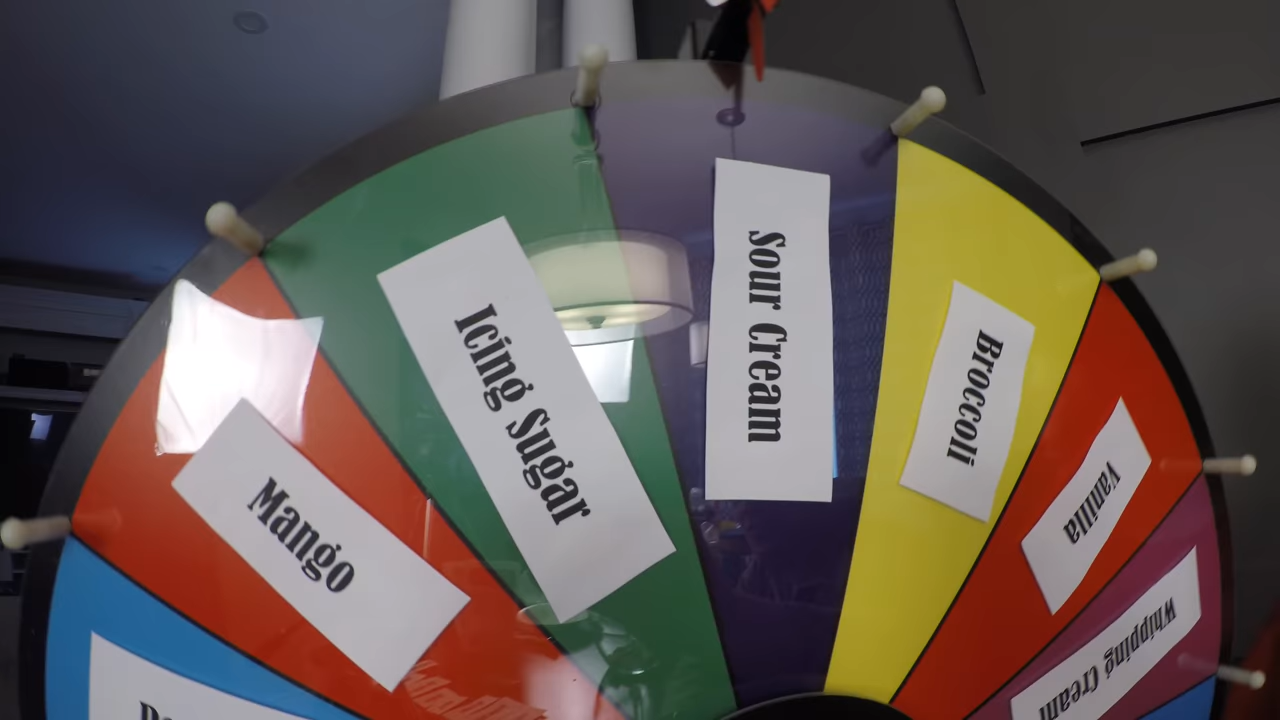 Mango
Icing Sugar
Sour Cream
Broccoli
Vanilla
Whipping Cream